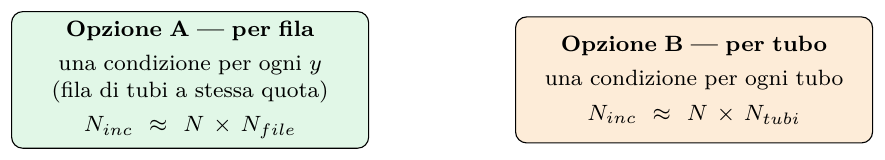 Opzione A — per fila
una condizione per ogni y
(fila di tubi a stessa quota)
N_inc ≈ N × N_file
Opzione B — per tubo
una condizione per ogni tubo
N_inc ≈ N × N_tubi